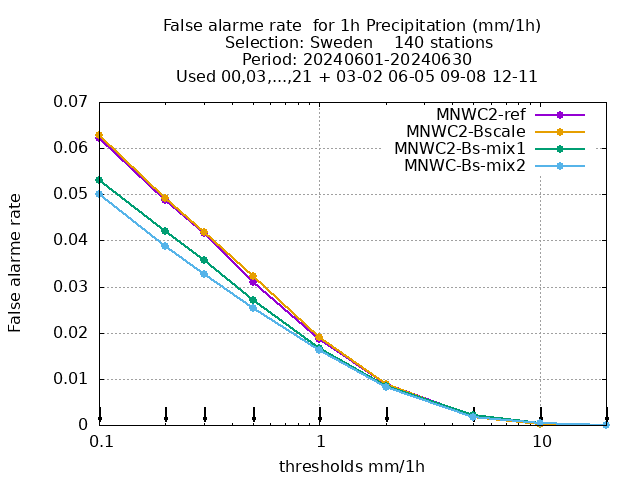 False alarme rate  for 1h Precipitation (mm/1h)
Selection: Sweden    140 stations
Period: 20240601-20240630
Used 00,03,...,21 + 03-02 06-05 09-08 12-11
MNWC2-ref
MNWC2-Bscale
MNWC2-Bs-mix1
MNWC-Bs-mix2
False alarme rate
0.07
0.06
0.05
0.04
0.03
0.02
0.01
0
0.1
1
10
thresholds mm/1h